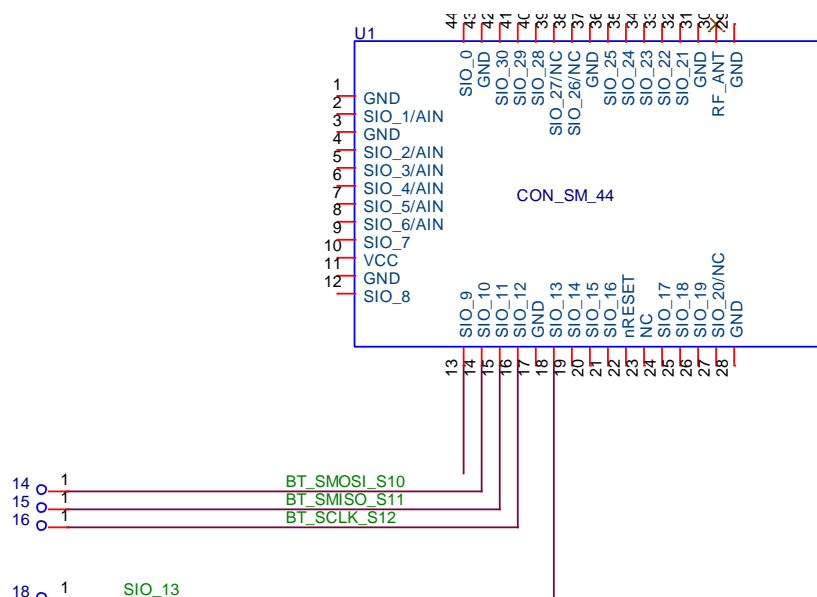 44 43 42 41 40 39 38 37 36 35 34 33 32 31 30 29
U1
SIO_0 GND SIO_30 SIO_29 SIO_28 SIO_27/NC SIO_26/NC GND SIO_25 SIO_24 SIO_23 SIO_22 SIO_21 GND RF_ANT GND
1 GND
2 SIO_1/AIN
3 GND
4 SIO_2/AIN
5 SIO_3/AIN
6 SIO_4/AIN
7 SIO_5/AIN
8 SIO_6/AIN
9 SIO_7
10 VCC
11 GND
12 SIO_8
CON_SM_44
SIO_9 SIO_10 SIO_11 SIO_12 GND SIO_13 SIO_14 SIO_15 SIO_16 nRESET NC SIO_17 SIO_18 SIO_19 SIO_20/NC GND
13 14 15 16 17 18 19 20 21 22 23 24 25 26 27 28
14 1 BT_SMOSI_S10
15 1 BT_SMISO_S11
16 1 BT_SCLK_S12
18 1 SIO_13